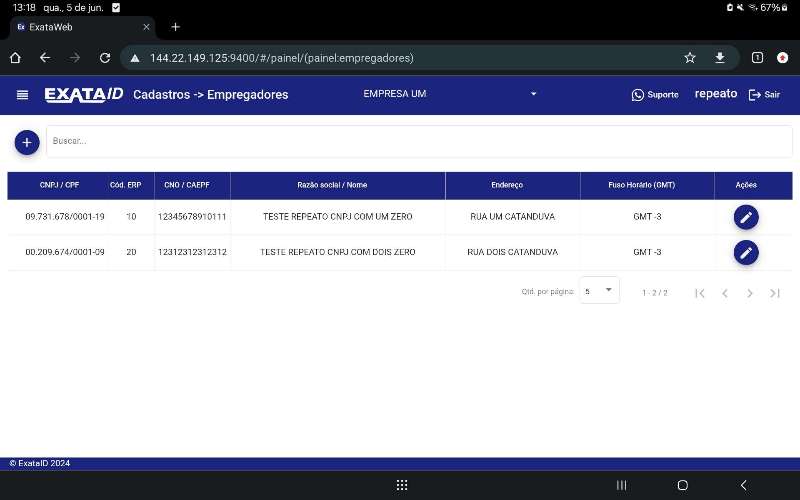 13:18 qua., 5 de jun.
67%
Ex ExataWeb
144.22.149.125:9400/#/painel/(painel:empregadores)
1
EXATAID Cadastros -> Empregadores EMPRESA UM Suporte repeato Sair
Buscar...
CNPJ / CPF Cód. ERP CNO / CAEPF Razão social / Nome Endereço Fuso Horário (GMT) Ações
09.731.678/0001-19 10 12345678910111 TESTE REPEATO CNPJ COM UM ZERO RUA UM CATANDUVA GMT -3
00.209.674/0001-09 20 12312312312312 TESTE REPEATO CNPJ COM DOIS ZERO RUA DOIS CATANDUVA GMT -3
Qtd. por página: 5 1 - 2 / 2
© ExataID 2024